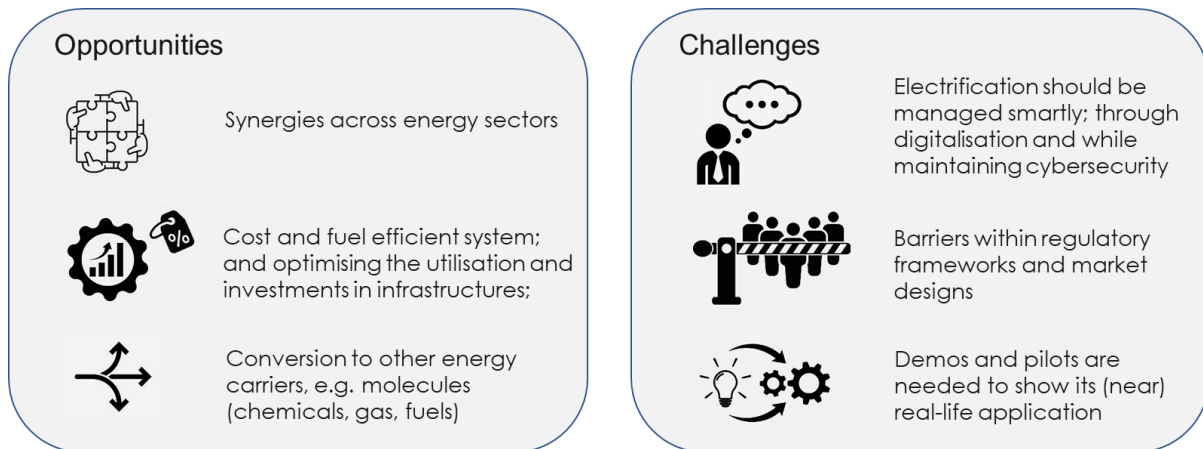 Opportunities
Synergies across energy sectors
Cost and fuel efficient system;
and optimising the utilisation and
investments in infrastructures;
Conversion to other energy
carriers, e.g. molecules
(chemicals, gas, fuels)
Challenges
Electrification should be
managed smartly; through
digitalisation and while
maintaining cybersecurity
Barriers within regulatory
frameworks and market
designs
Demos and pilots are
needed to show its (near)
real-life application
%